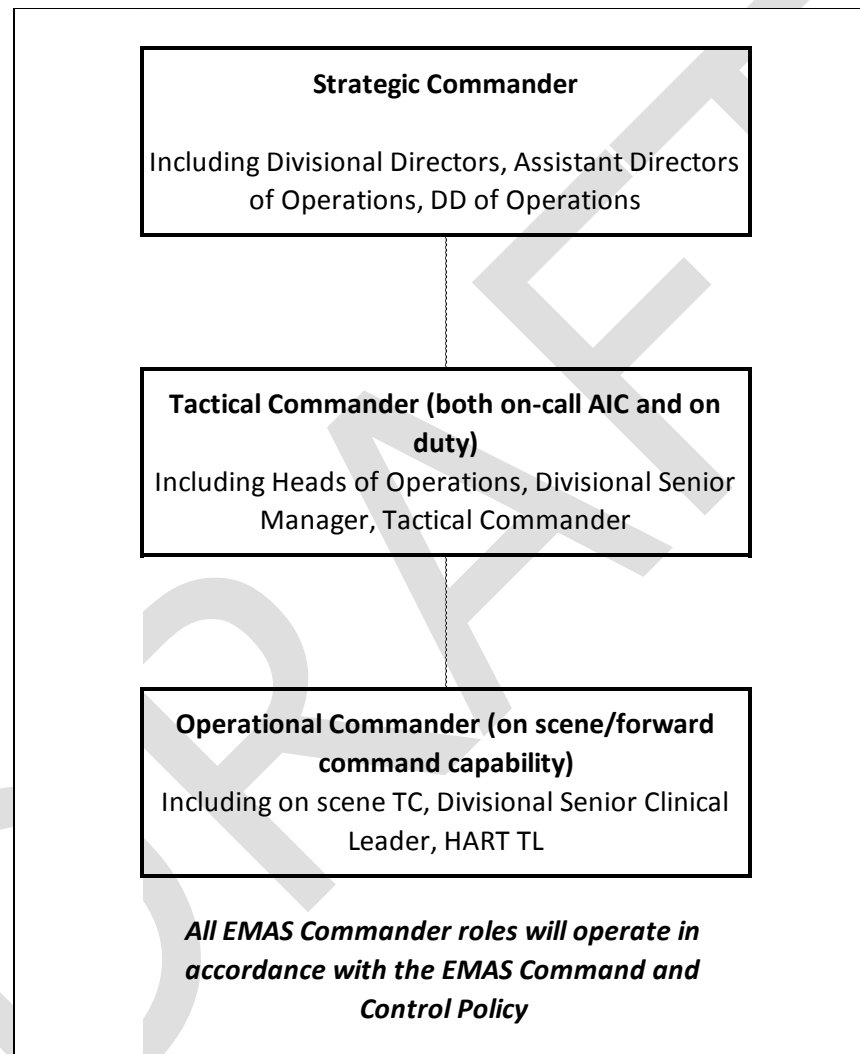 Strategic Commander
Including Divisional Directors, Assistant Directors
of Operations, DD of Operations
Tactical Commander (both on-call AIC and on
duty)
Including Heads of Operations, Divisional Senior
Manager, Tactical Commander
Operational Commander (on scene/forward
command capability)
Including on scene TC, Divisional Senior Clinical
Leader, HART TL
All EMAS Commander roles will operate in
accordance with the EMAS Command and
Control Policy
DRAFT